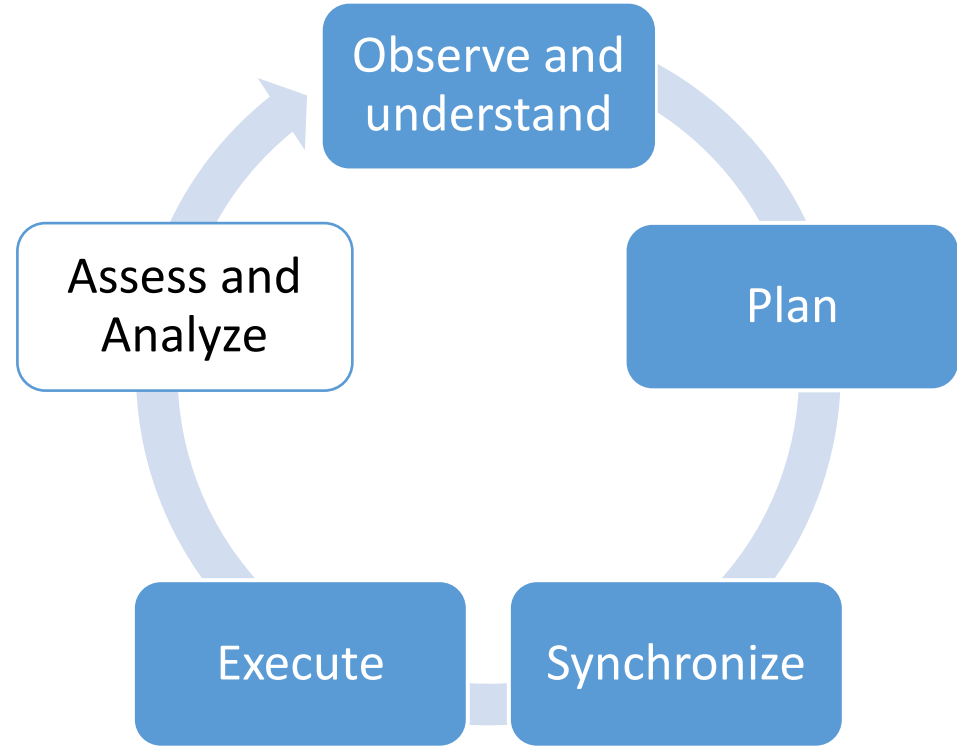 Observe and
understand
Plan
Synchronize
Execute
Assess and
Analyze